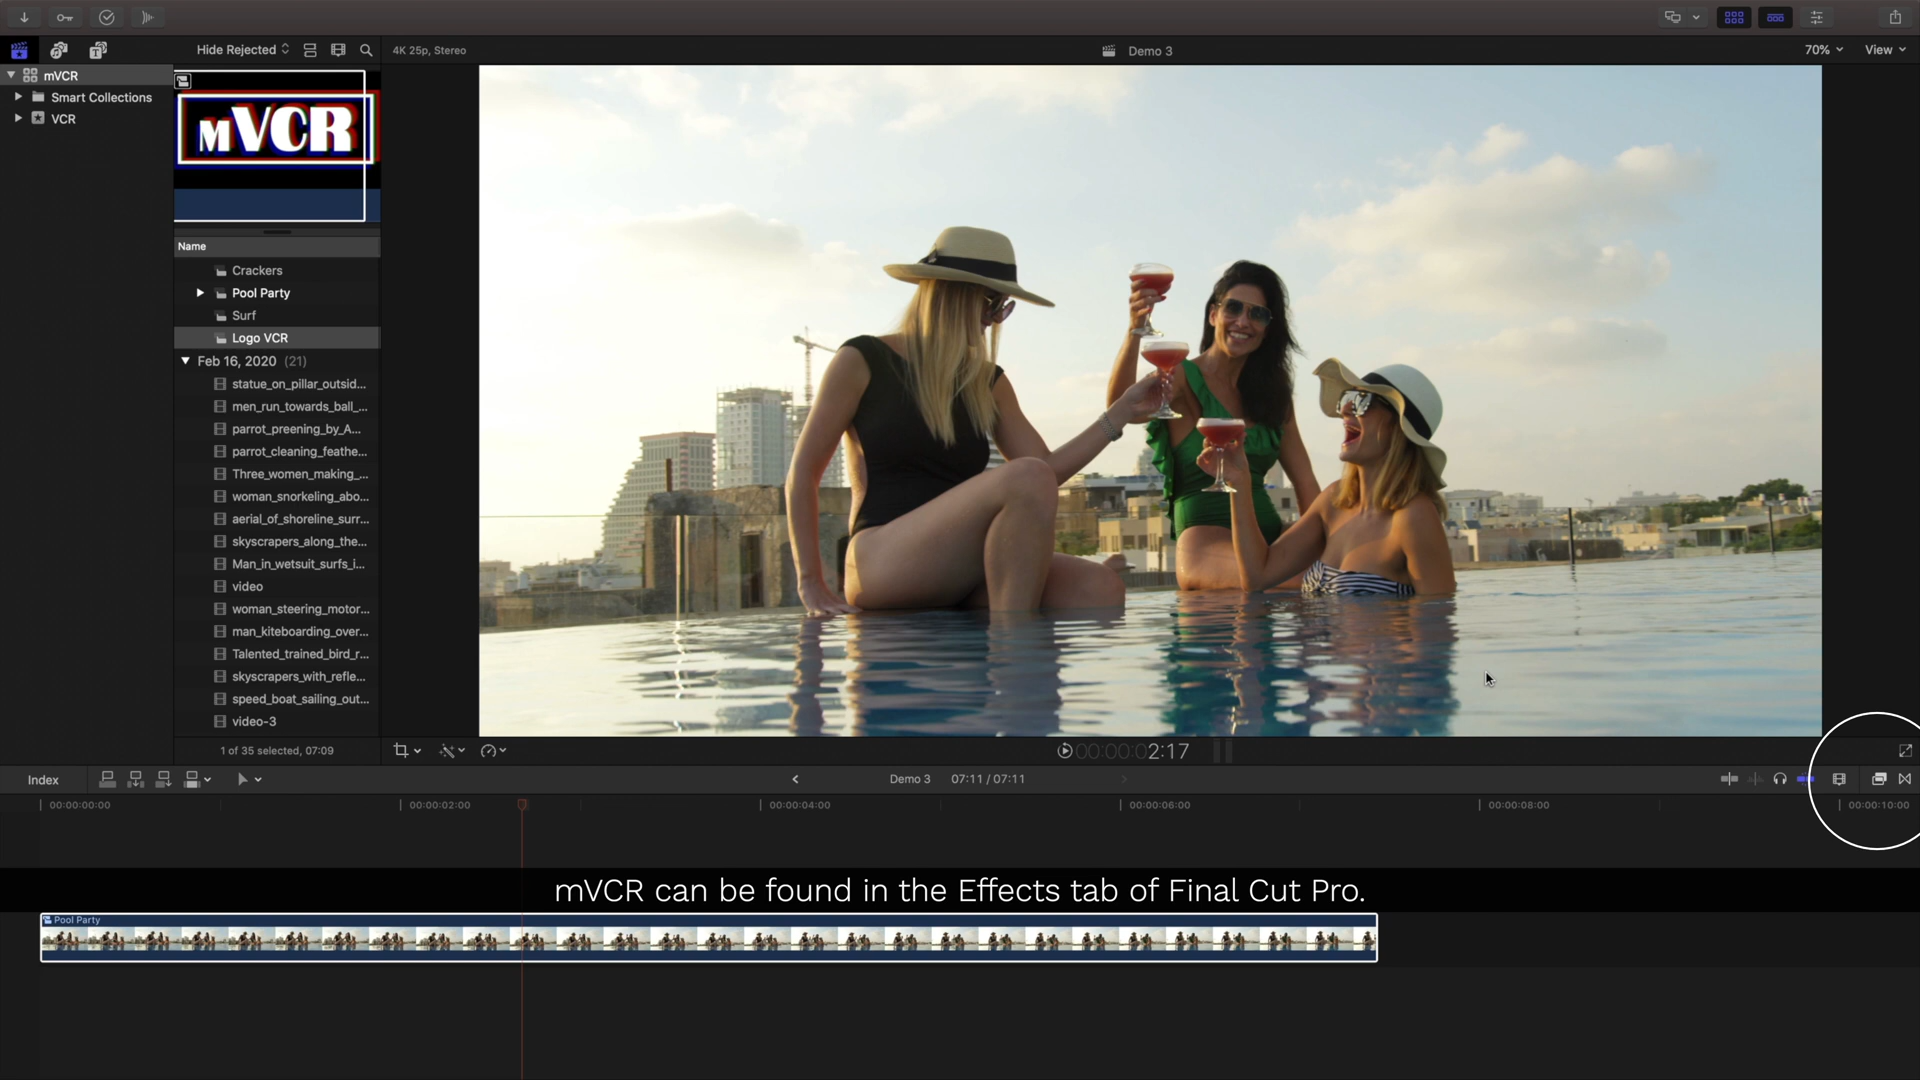 Hide Rejected
4K 25p, Stereo
Demo 3
70%
View
mVCR
Smart Collections
VCR
mVCR
Name
Crackers
Pool Party
Surf
Logo VCR
Feb 16, 2020 (21)
statue_on_pillar_outsid...
men_run_towards_ball_...
parrot_preening_by_A...
parrot_cleaning_feathe...
Three_women_making_...
woman_snorkeling_abo...
aerial_of_shoreline_surr...
skyscrapers_along_the...
Man_in_wetsuit_surfs_i...
video
woman_steering_motor...
man_kiteboarding_over...
Talented_trained_bird_r...
skyscrapers_with_refle...
speed_boat_sailing_out...
video-3
1 of 35 selected, 07:09
00:00:02:17
Index
Demo 3
07:11 / 07:11
00:00:00:00
00:00:02:00
00:00:04:00
00:00:06:00
00:00:08:00
00:00:10:00
mVCR can be found in the Effects tab of Final Cut Pro.
Pool Party